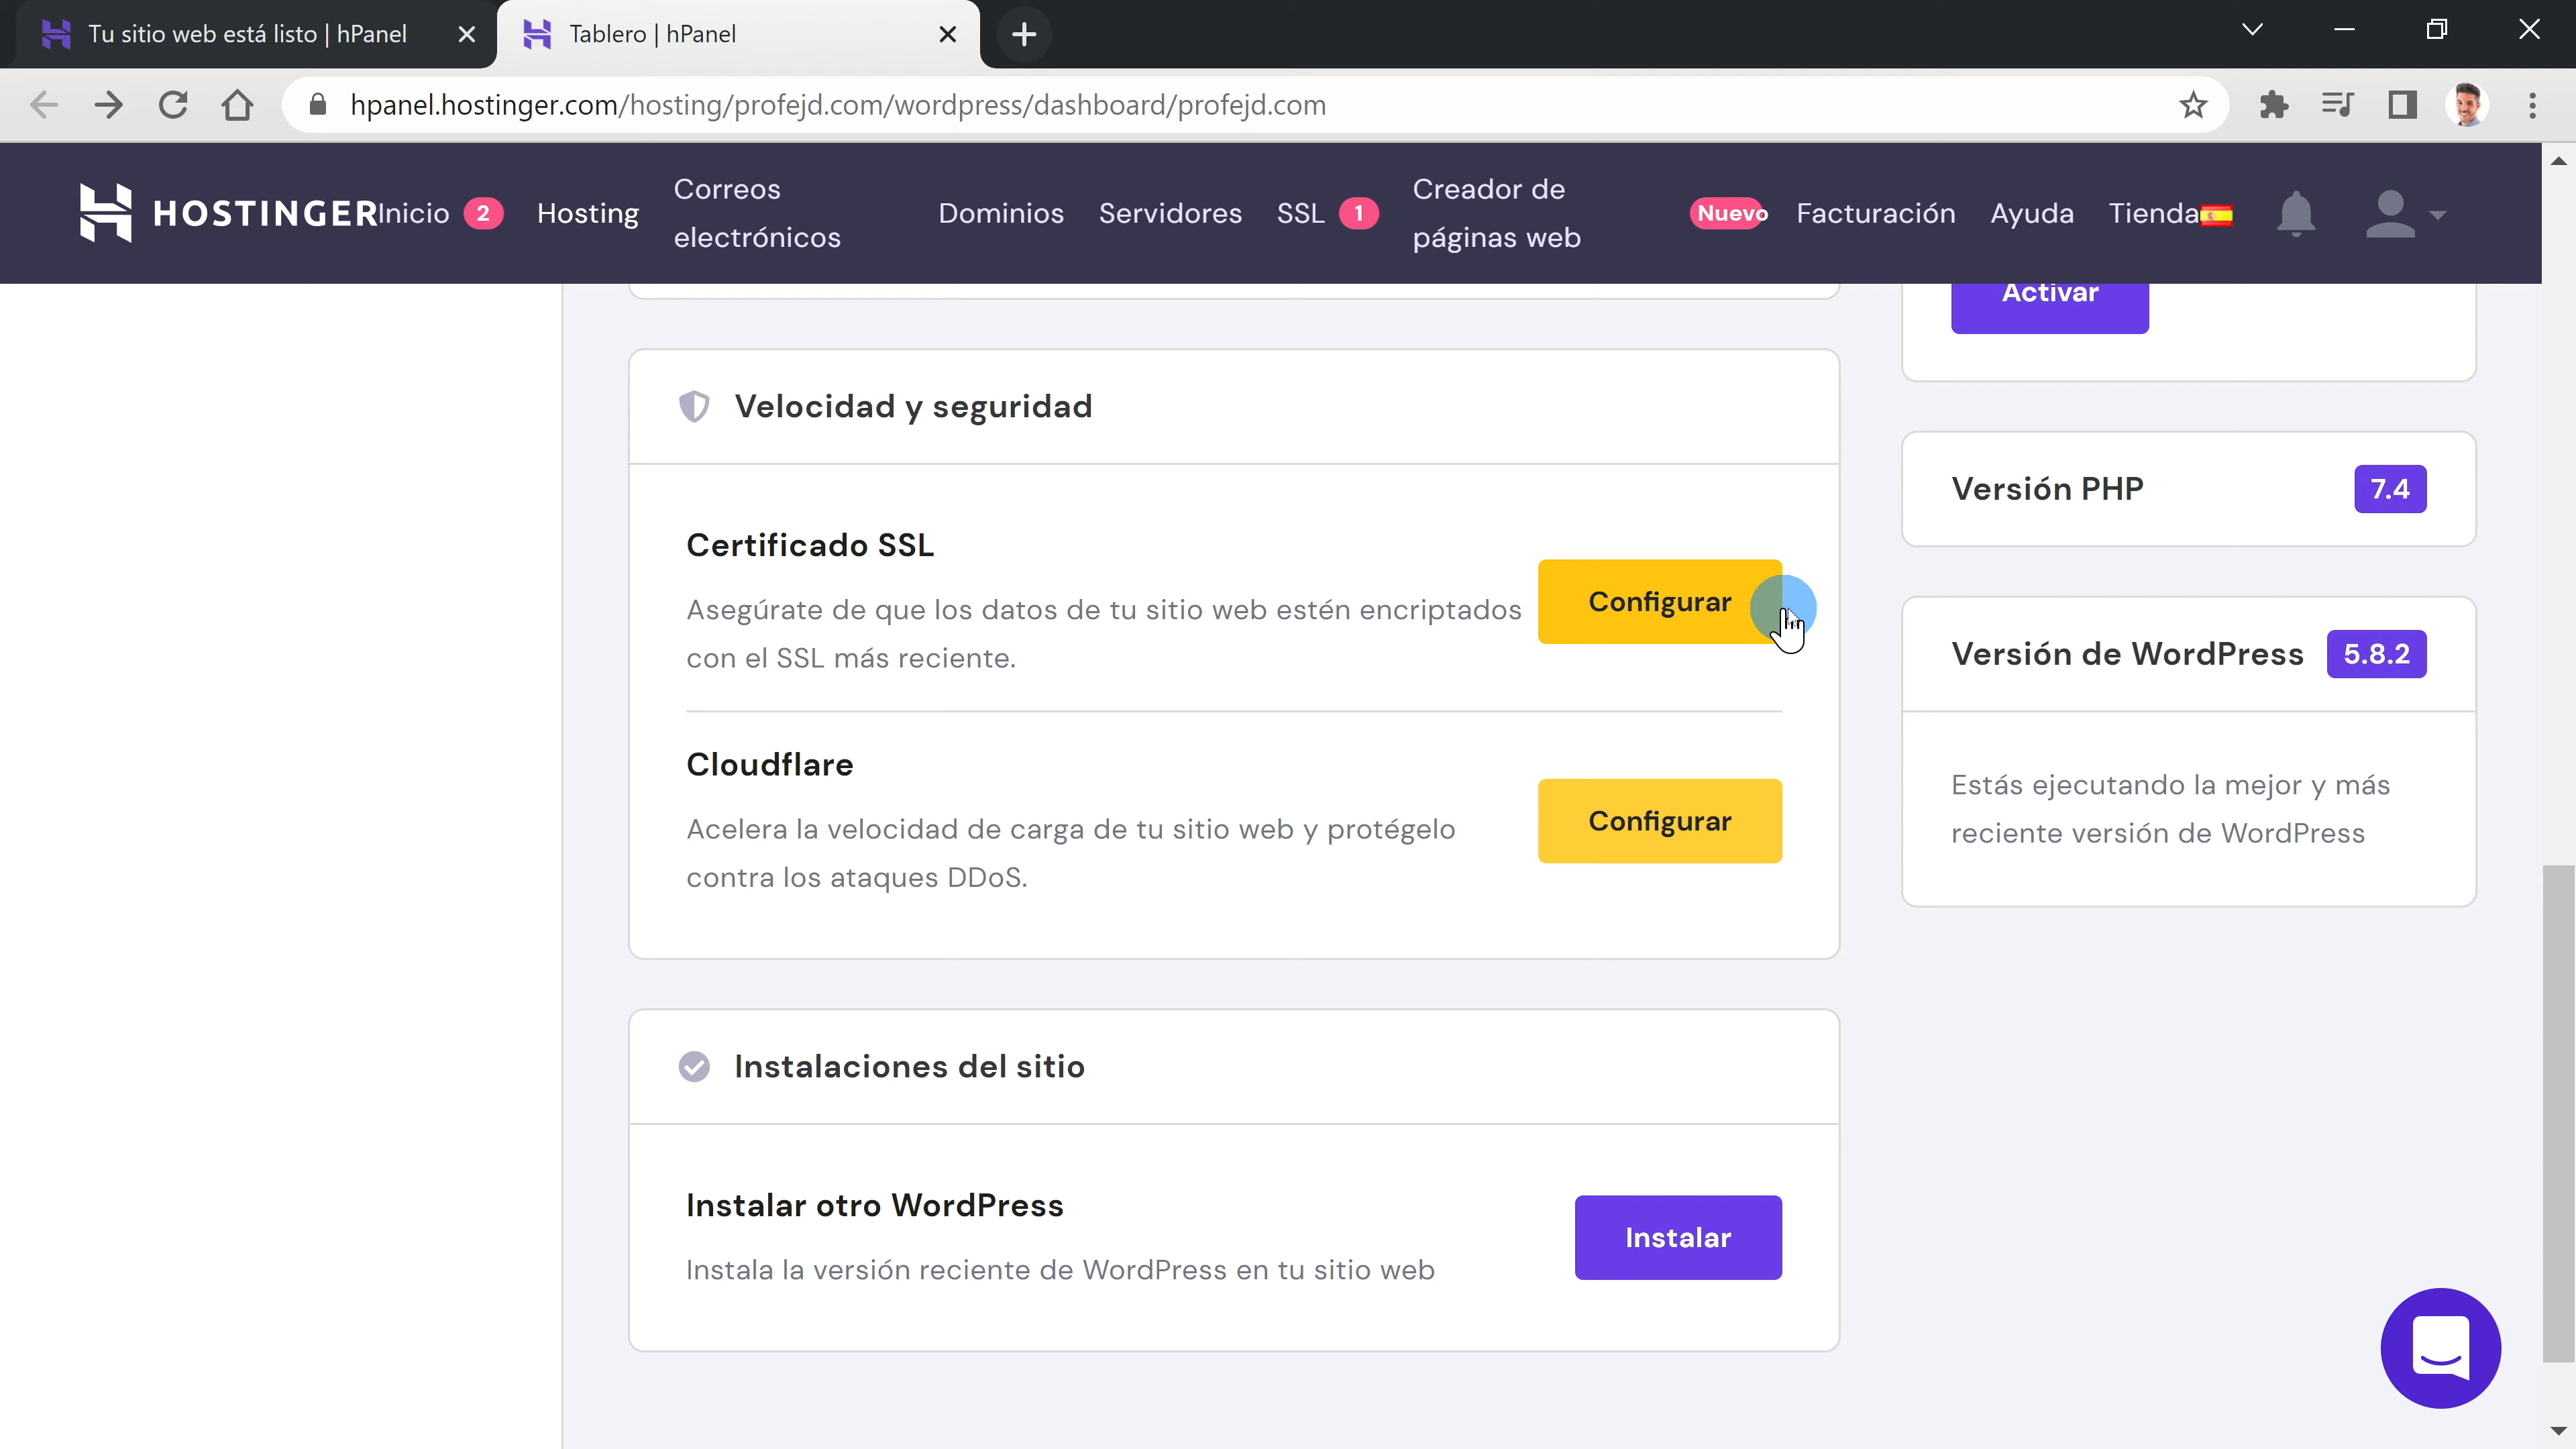 Tu sitio web está listo | hPanel
Tablero | hPanel
hpanel.hostinger.com/hosting/profejd.com/wordpress/dashboard/profejd.com
HOSTINGER
Inicio 2
Hosting
Correos
electrónicos
Dominios
Servidores
SSL 1
Creador de
páginas web
Nuevo
Facturación
Ayuda
Tienda
Activar
Velocidad y seguridad
Certificado SSL
Asegúrate de que los datos de tu sitio web estén encriptados
con el SSL más reciente.
Configurar
Cloudflare
Acelera la velocidad de carga de tu sitio web y protégelo
contra los ataques DDoS.
Configurar
Instalaciones del sitio
Instalar otro WordPress
Instala la versión reciente de WordPress en tu sitio web
Instalar
Versión PHP 7.4
Versión de WordPress 5.8.2
Estás ejecutando la mejor y más
reciente versión de WordPress